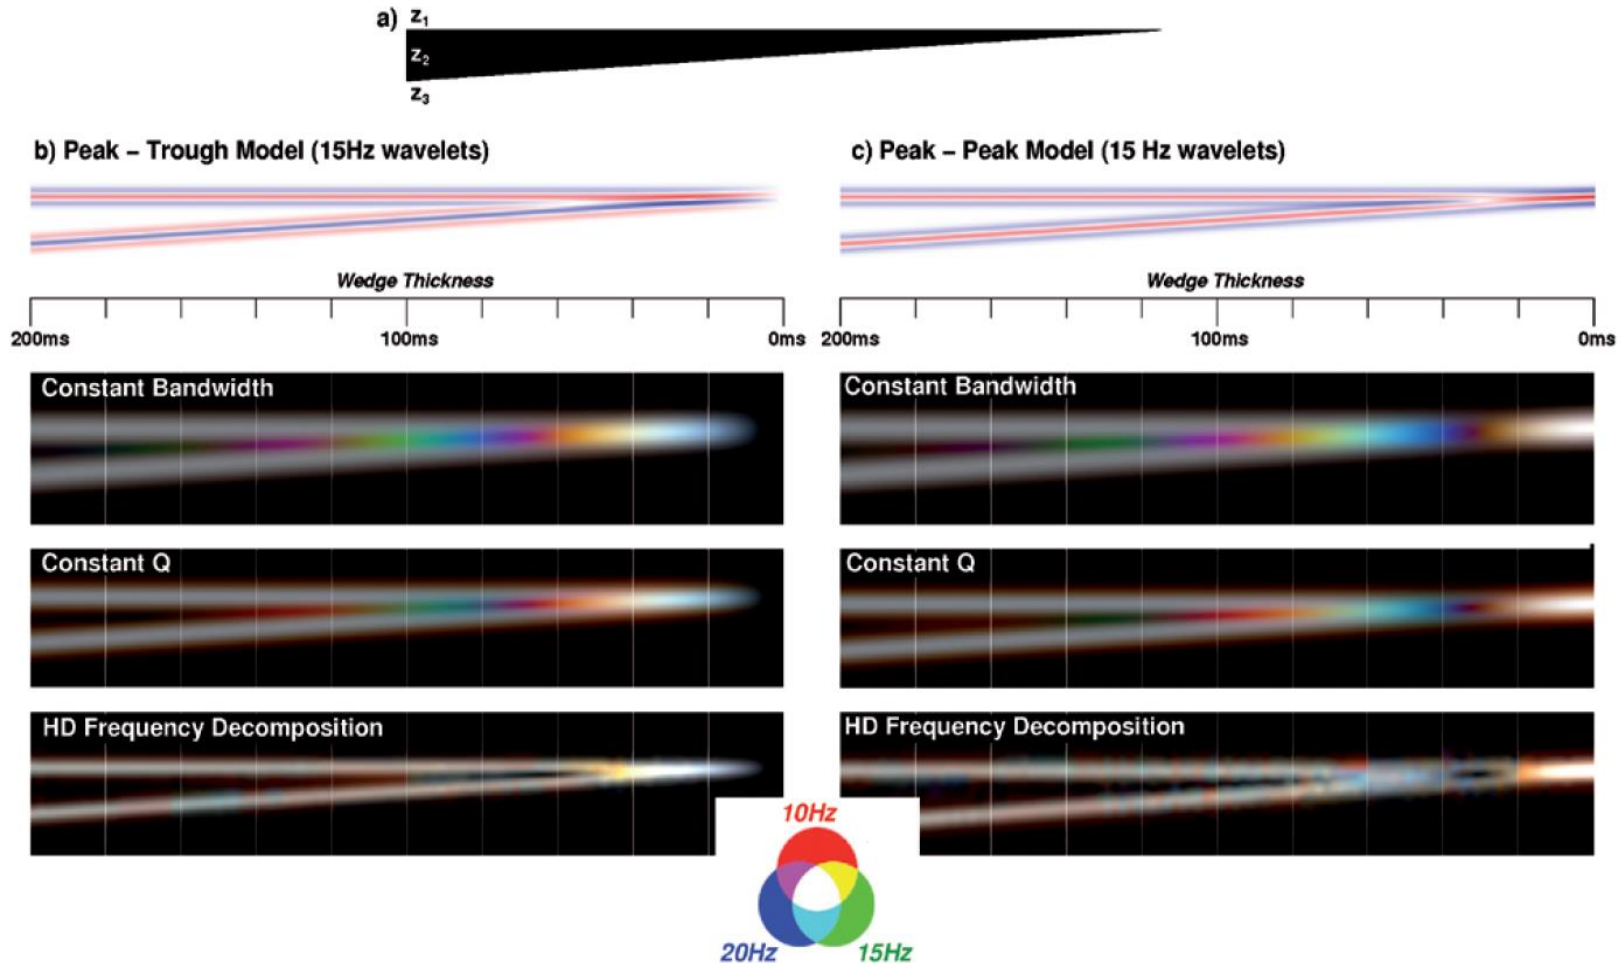 a) z₁
z₂
z₃
b) Peak – Trough Model (15Hz wavelets)
c) Peak – Peak Model (15 Hz wavelets)
Wedge Thickness
200ms 100ms 0ms
Wedge Thickness
200ms 100ms 0ms
Constant Bandwidth
Constant Bandwidth
Constant Q
Constant Q
HD Frequency Decomposition
HD Frequency Decomposition
10Hz
20Hz 15Hz